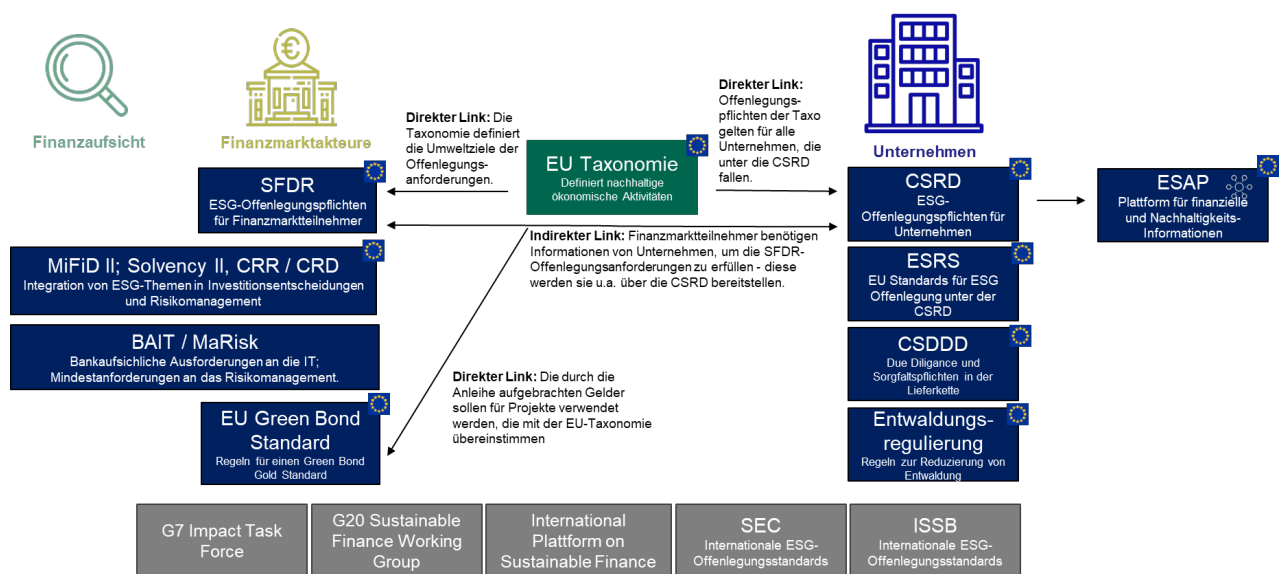 Finanzaufsicht
Finanzmarktakteure
Unternehmen
Direkter Link: Die
Taxonomie definiert
die Umweltziele der
Offenlegungs-
anforderungen.
EU Taxonomie
Definiert nachhaltige
ökonomische Aktivitäten
Direkter Link:
Offenlegungs-
pflichten der Taxo
gelten für alle
Unternehmen, die
unter die CSRD
fallen.
SFDR
ESG-Offenlegungspflichten
für Finanzmarktteilnehmer
CSRD
ESG-
Offenlegungspflichten für
Unternehmen
ESAP
Plattform für finanzielle
und Nachhaltigkeits-
Informationen
Indirekter Link: Finanzmarktteilnehmer benötigen
Informationen von Unternehmen, um die SFDR-
Offenlegungsanforderungen zu erfüllen - diese
werden sie u.a. über die CSRD bereitstellen.
MiFiD II; Solvency II, CRR / CRD
Integration von ESG-Themen in Investitionsentscheidungen
und Risikomanagement
ESRS
EU Standards für ESG
Offenlegung unter der
CSRD
BAIT / MaRisk
Bankaufsichliche Ausforderungen an die IT;
Mindestanforderungen an das Risikomanagement.
CSDDD
Due Diligance und
Sorgfaltspflichten in der
Lieferkette
Direkter Link: Die durch die
Anleihe aufgebrachten Gelder
sollen für Projekte verwendet
werden, die mit der EU-Taxonomie
übereinstimmen
EU Green Bond
Standard
Regeln für einen Green Bond
Gold Standard
Entwaldungs-
regulierung
Regeln zur Reduzierung von
Entwaldung
G7 Impact Task
Force
G20 Sustainable
Finance Working
Group
International
Plattform on
Sustainable Finance
SEC
Internationale ESG-
Offenlegungsstandards
ISSB
Internationale ESG-
Offenlegungsstandards